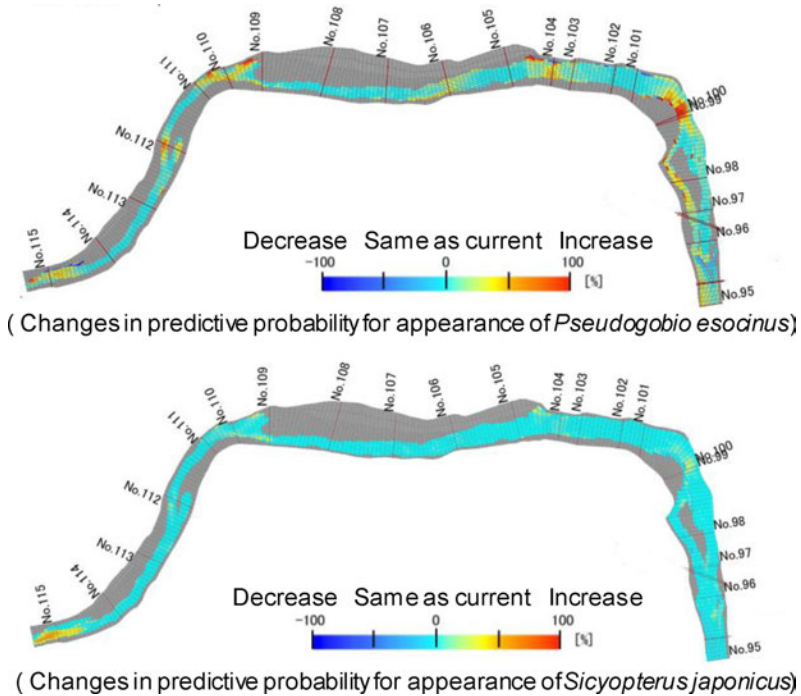 No.109
No.108
No.107
No.106
No.105
No.104
No.103
No.102
No.101
No.110
No.111
No.100
No.99
No.112
No.98
No.113
No.97
No.114
No.96
No.115
No.95
Decrease Same as current Increase
-100 0 100
[%]
( Changes in predictive probability for appearance of Pseudogobio esocinus)
No.109
No.108
No.107
No.106
No.105
No.104
No.103
No.102
No.101
No.110
No.111
No.100
No.99
No.112
No.98
No.113
No.97
No.114
No.96
No.115
No.95
Decrease Same as current Increase
-100 0 100
[%]
( Changes in predictive probability for appearance of Sicyopterus japonicus)